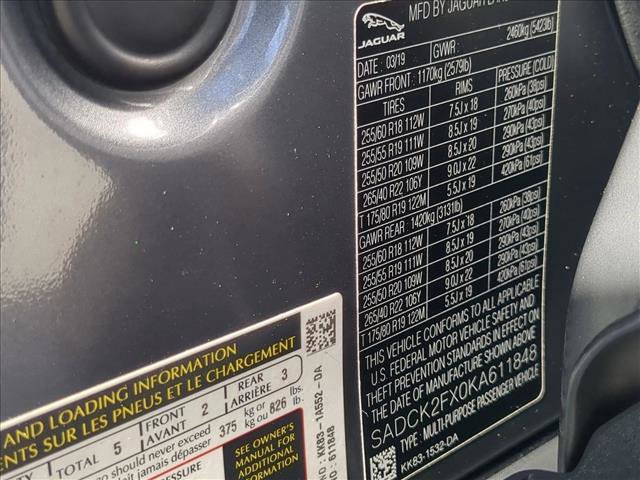 JAGUAR
MFD BY JAGUAR LAN
DATE : 03/19 GVWR : 2460kg (5423lb)
GAWR FRONT : 1170kg (2579lb)
TIRES RIMS PRESSURE (COLD)
255/60 R18 112W 7.5J x 18 260kPa (38psi)
255/55 R19 111W 8.5J x 19 270kPa (40psi)
255/50 R20 109W 8.5J x 20 290kPa (43psi)
265/40 R22 106Y 9.0J x 22 290kPa (43psi)
T 175/80 R19 122M 5.5J x 19 420kPa (61psi)
GAWR REAR : 1420kg (3131lb)
255/60 R18 112W 7.5J x 18 260kPa (38psi)
255/55 R19 111W 8.5J x 19 270kPa (40psi)
255/50 R20 109W 8.5J x 20 290kPa (43psi)
265/40 R22 106Y 9.0J x 22 290kPa (43psi)
T 175/80 R19 122M 5.5J x 19 420kPa (61psi)
THIS VEHICLE CONFORMS TO ALL APPLICABLE
U.S. FEDERAL MOTOR VEHICLE SAFETY AND
THEFT PREVENTION STANDARDS IN EFFECT ON
THE DATE OF MANUFACTURE SHOWN ABOVE
SADCK2FX0KA611848
TYPE: MULTI-PURPOSE PASSENGER VEHICLE
KK83-1532-DA
AND LOADING INFORMATION
EMENTS SUR LES PNEUS ET LE CHARGEMENT
TOTAL 5 FRONT AVANT 2 REAR ARRIÈRE 3
go should never exceed 375 kg or 826 lbs.
t jamais dépasser kg ou lb.
PRESSURE
SEE OWNER'S
MANUAL FOR
ADDITIONAL
INFORMATION
NO : KK83-1A552-DA
: 611848